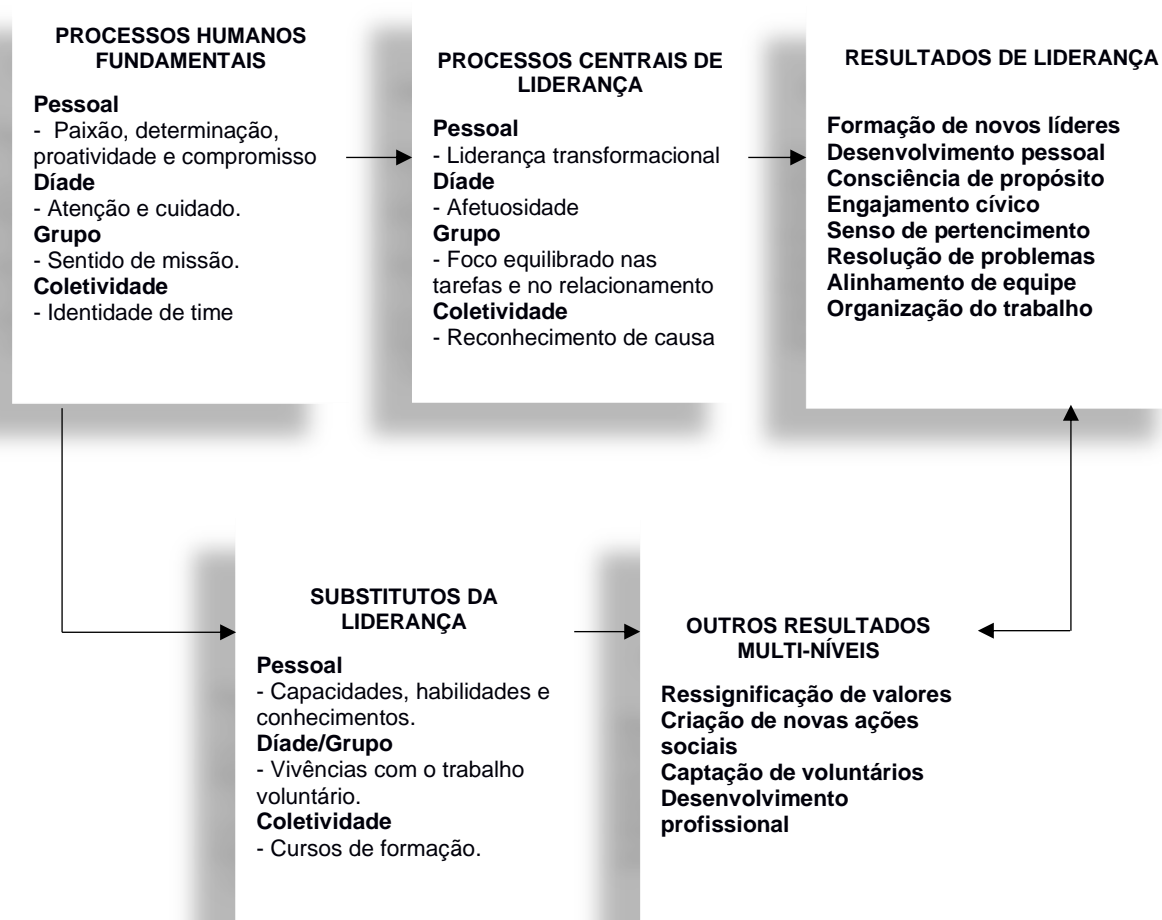 PROCESSOS HUMANOS
FUNDAMENTAIS
Pessoal
- Paixão, determinação,
proatividade e compromisso
Díade
- Atenção e cuidado.
Grupo
- Sentido de missão.
Coletividade
- Identidade de time
PROCESSOS CENTRAIS DE
LIDERANÇA
Pessoal
- Liderança transformacional
Díade
- Afetuosidade
Grupo
- Foco equilibrado nas
tarefas e no relacionamento
Coletividade
- Reconhecimento de causa
RESULTADOS DE LIDERANÇA
Formação de novos líderes
Desenvolvimento pessoal
Consciência de propósito
Engajamento cívico
Senso de pertencimento
Resolução de problemas
Alinhamento de equipe
Organização do trabalho
SUBSTITUTOS DA
LIDERANÇA
Pessoal
- Capacidades, habilidades e
conhecimentos.
Díade/Grupo
- Vivências com o trabalho
voluntário.
Coletividade
- Cursos de formação.
OUTROS RESULTADOS
MULTI-NÍVEIS
Ressignificação de valores
Criação de novas ações
sociais
Captação de voluntários
Desenvolvimento
profissional